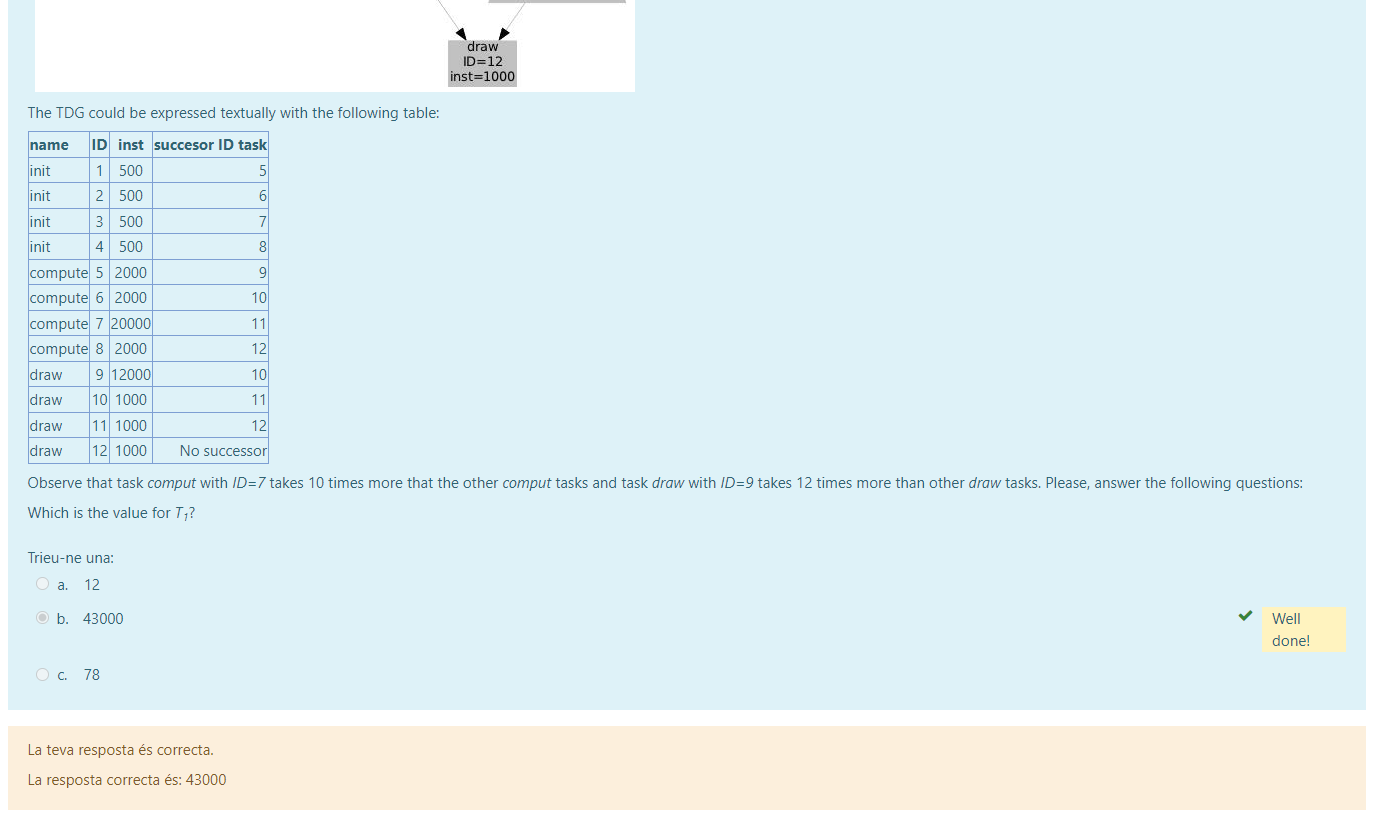 draw
ID=12
inst=1000
The TDG could be expressed textually with the following table:
name ID inst succesor ID task
init 1 500 5
init 2 500 6
init 3 500 7
init 4 500 8
compute 5 2000 9
compute 6 2000 10
compute 7 20000 11
compute 8 2000 12
draw 9 12000 10
draw 10 1000 11
draw 11 1000 12
draw 12 1000 No successor
Observe that task comput with ID=7 takes 10 times more that the other comput tasks and task draw with ID=9 takes 12 times more than other draw tasks. Please, answer the following questions:
Which is the value for T1?
Trieu-ne una:
a. 12
b. 43000
Well
done!
c. 78
La teva resposta és correcta.
La resposta correcta és: 43000